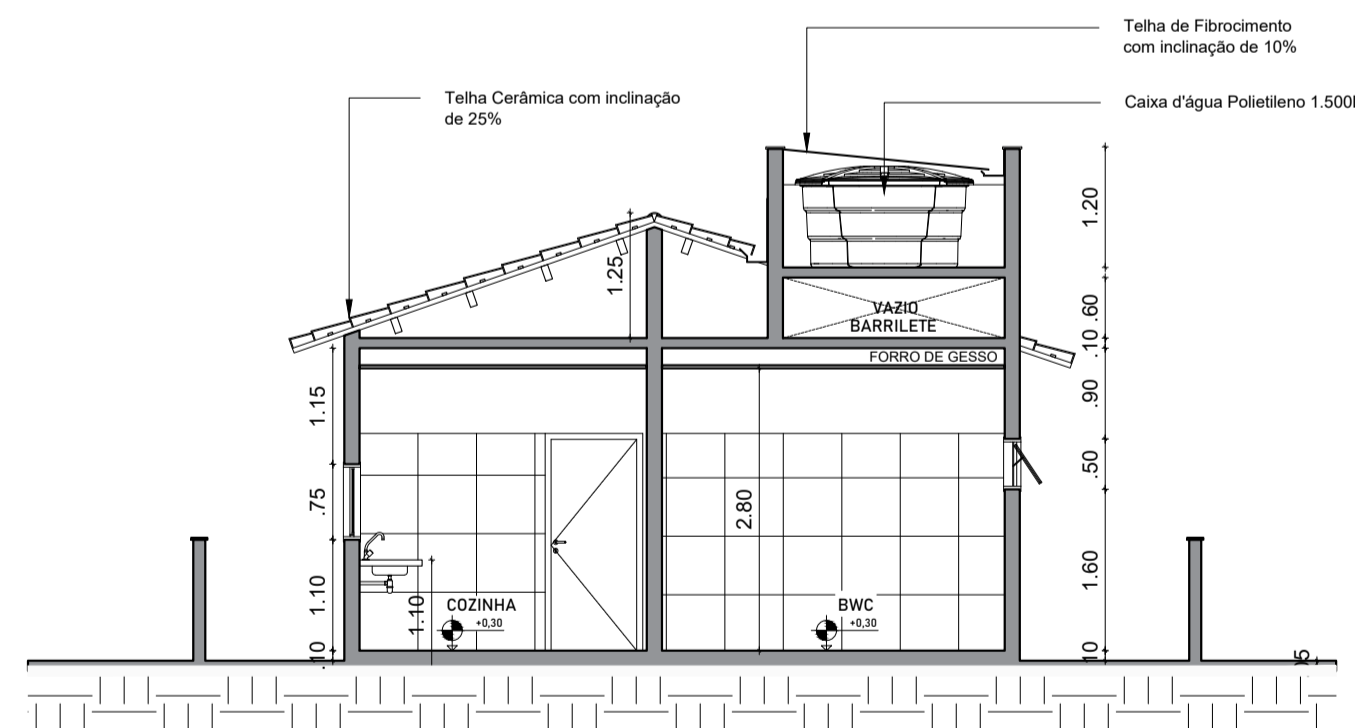 Telha de Fibrocimento
com inclinação de 10%
Telha Cerâmica com inclinação
de 25%
Caixa d'água Polietileno 1.500l
1.20
1.25
VAZIO
BARRILETE
.60
.10
FORRO DE GESSO
1.15
.90
.50
.75
2.80
1.10
1.10
COZINHA
+0,30
BWC
+0,30
1.60
.10
.10